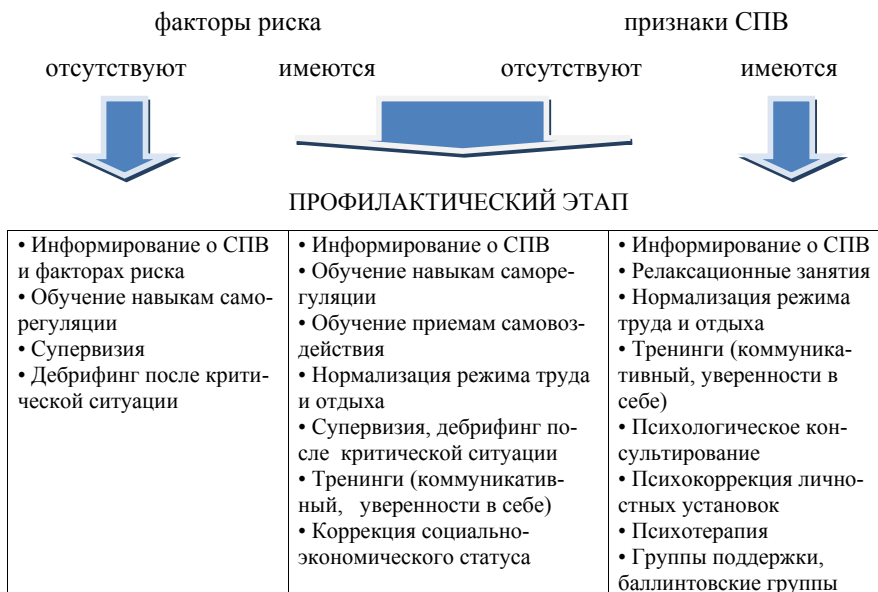 факторы риска признаки СПВ
отсутствуют имеются отсутствуют имеются
ПРОФИЛАКТИЧЕСКИЙ ЭТАП
• Информирование о СПВ
и факторах риска
• Обучение навыкам само-
регуляции
• Супервизия
• Дебрифинг после крити-
ческой ситуации
• Информирование о СПВ
• Обучение навыкам саморе-
гуляции
• Обучение приемам самовоз-
действия
• Нормализация режима труда
и отдыха
• Супервизия, дебрифинг по-
сле критической ситуации
• Тренинги (коммуникатив-
ный, уверенности в себе)
• Коррекция социально-
экономического статуса
• Информирование о СПВ
• Релаксационные занятия
• Нормализация режима
труда и отдыха
• Тренинги (коммуника-
тивный, уверенности в
себе)
• Психологическое кон-
сультирование
• Психокоррекция лично-
стных установок
• Психотерапия
• Группы поддержки,
баллинтовские группы